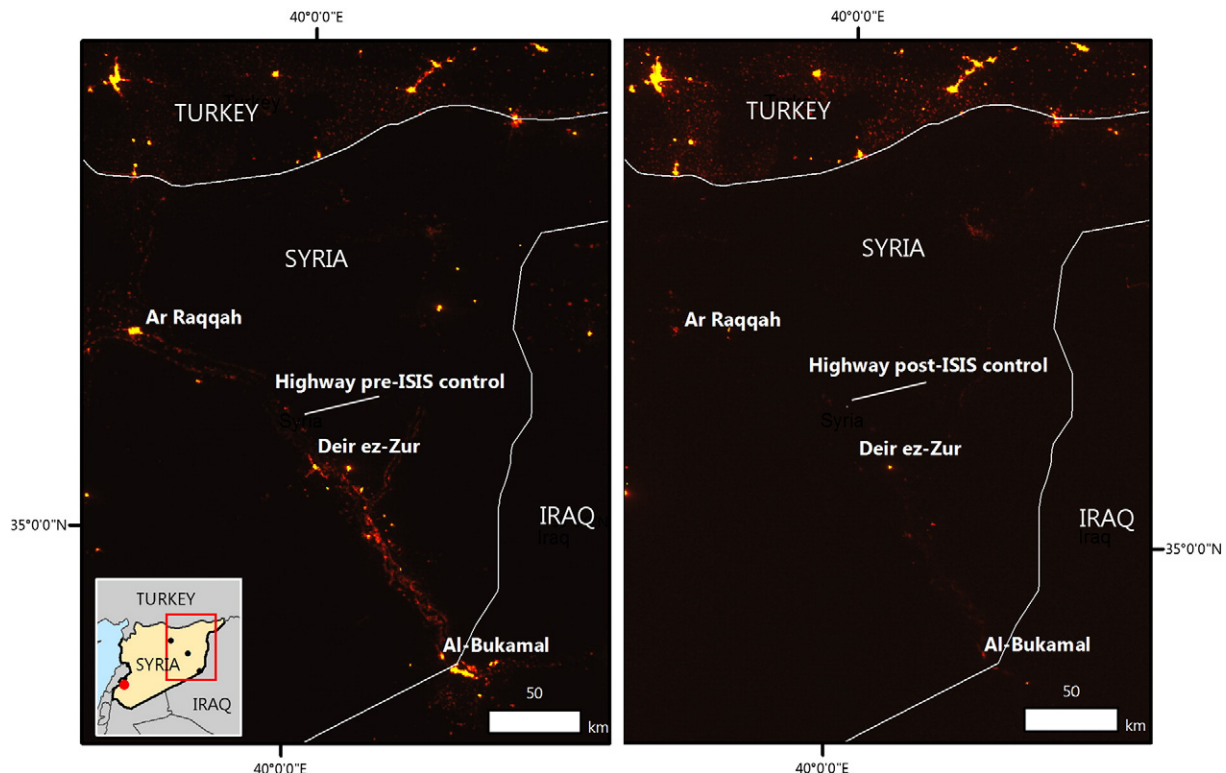 40°0'0"E
40°0'0"E
TURKEY
Turkey
SYRIA
Ar Raqqah
Highway pre-ISIS control
Syria
Deir ez-Zur
35°0'0"N
IRAQ
Iraq
Al-Bukamal
50
km
TURKEY
SYRIA
IRAQ
40°0'0"E
TURKEY
SYRIA
Ar Raqqah
Highway post-ISIS control
Syria
Deir ez-Zur
IRAQ
Iraq
35°0'0"N
Al-Bukamal
50
km
40°0'0"E